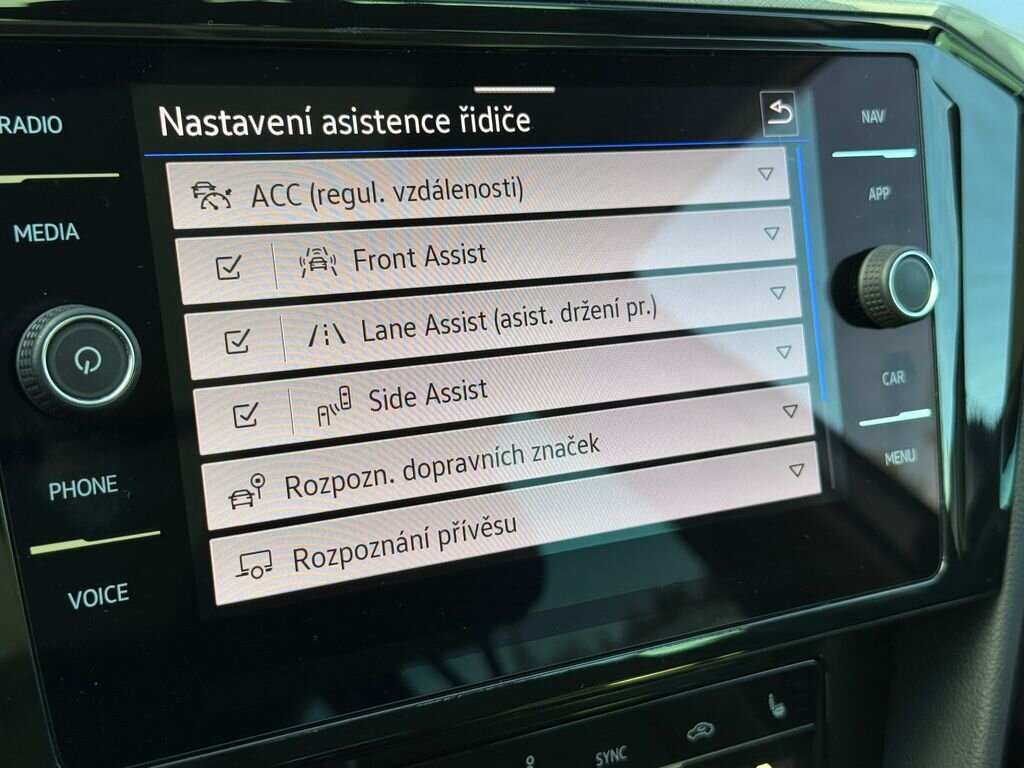 RADIO
MEDIA
PHONE
VOICE
Nastavení asistence řidiče
ACC (regul. vzdálenosti)
Front Assist
Lane Assist (asist. držení pr.)
Side Assist
Rozpozn. dopravních značek
Rozpoznání přívěsu
NAV
APP
CAR
MENU
SYNC